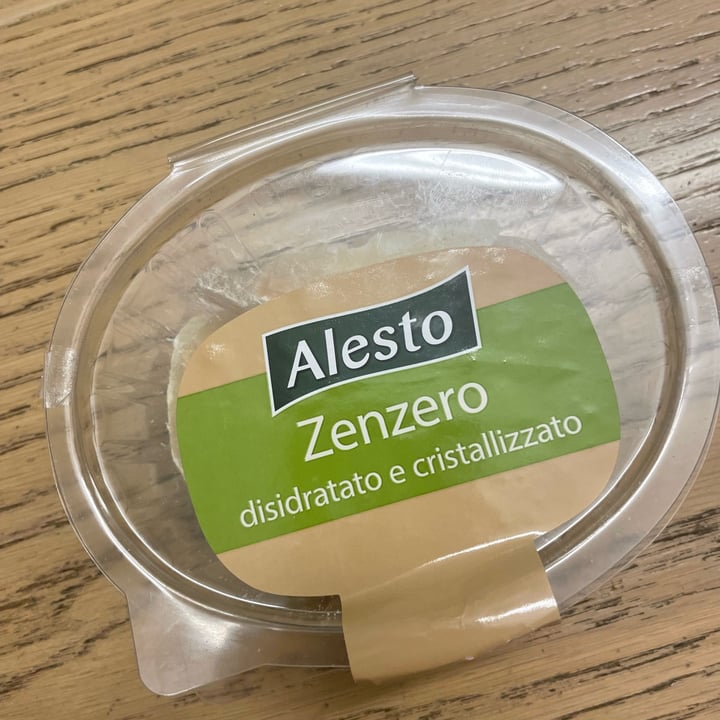 Alesto
Zenzero
disidratato e cristallizzato